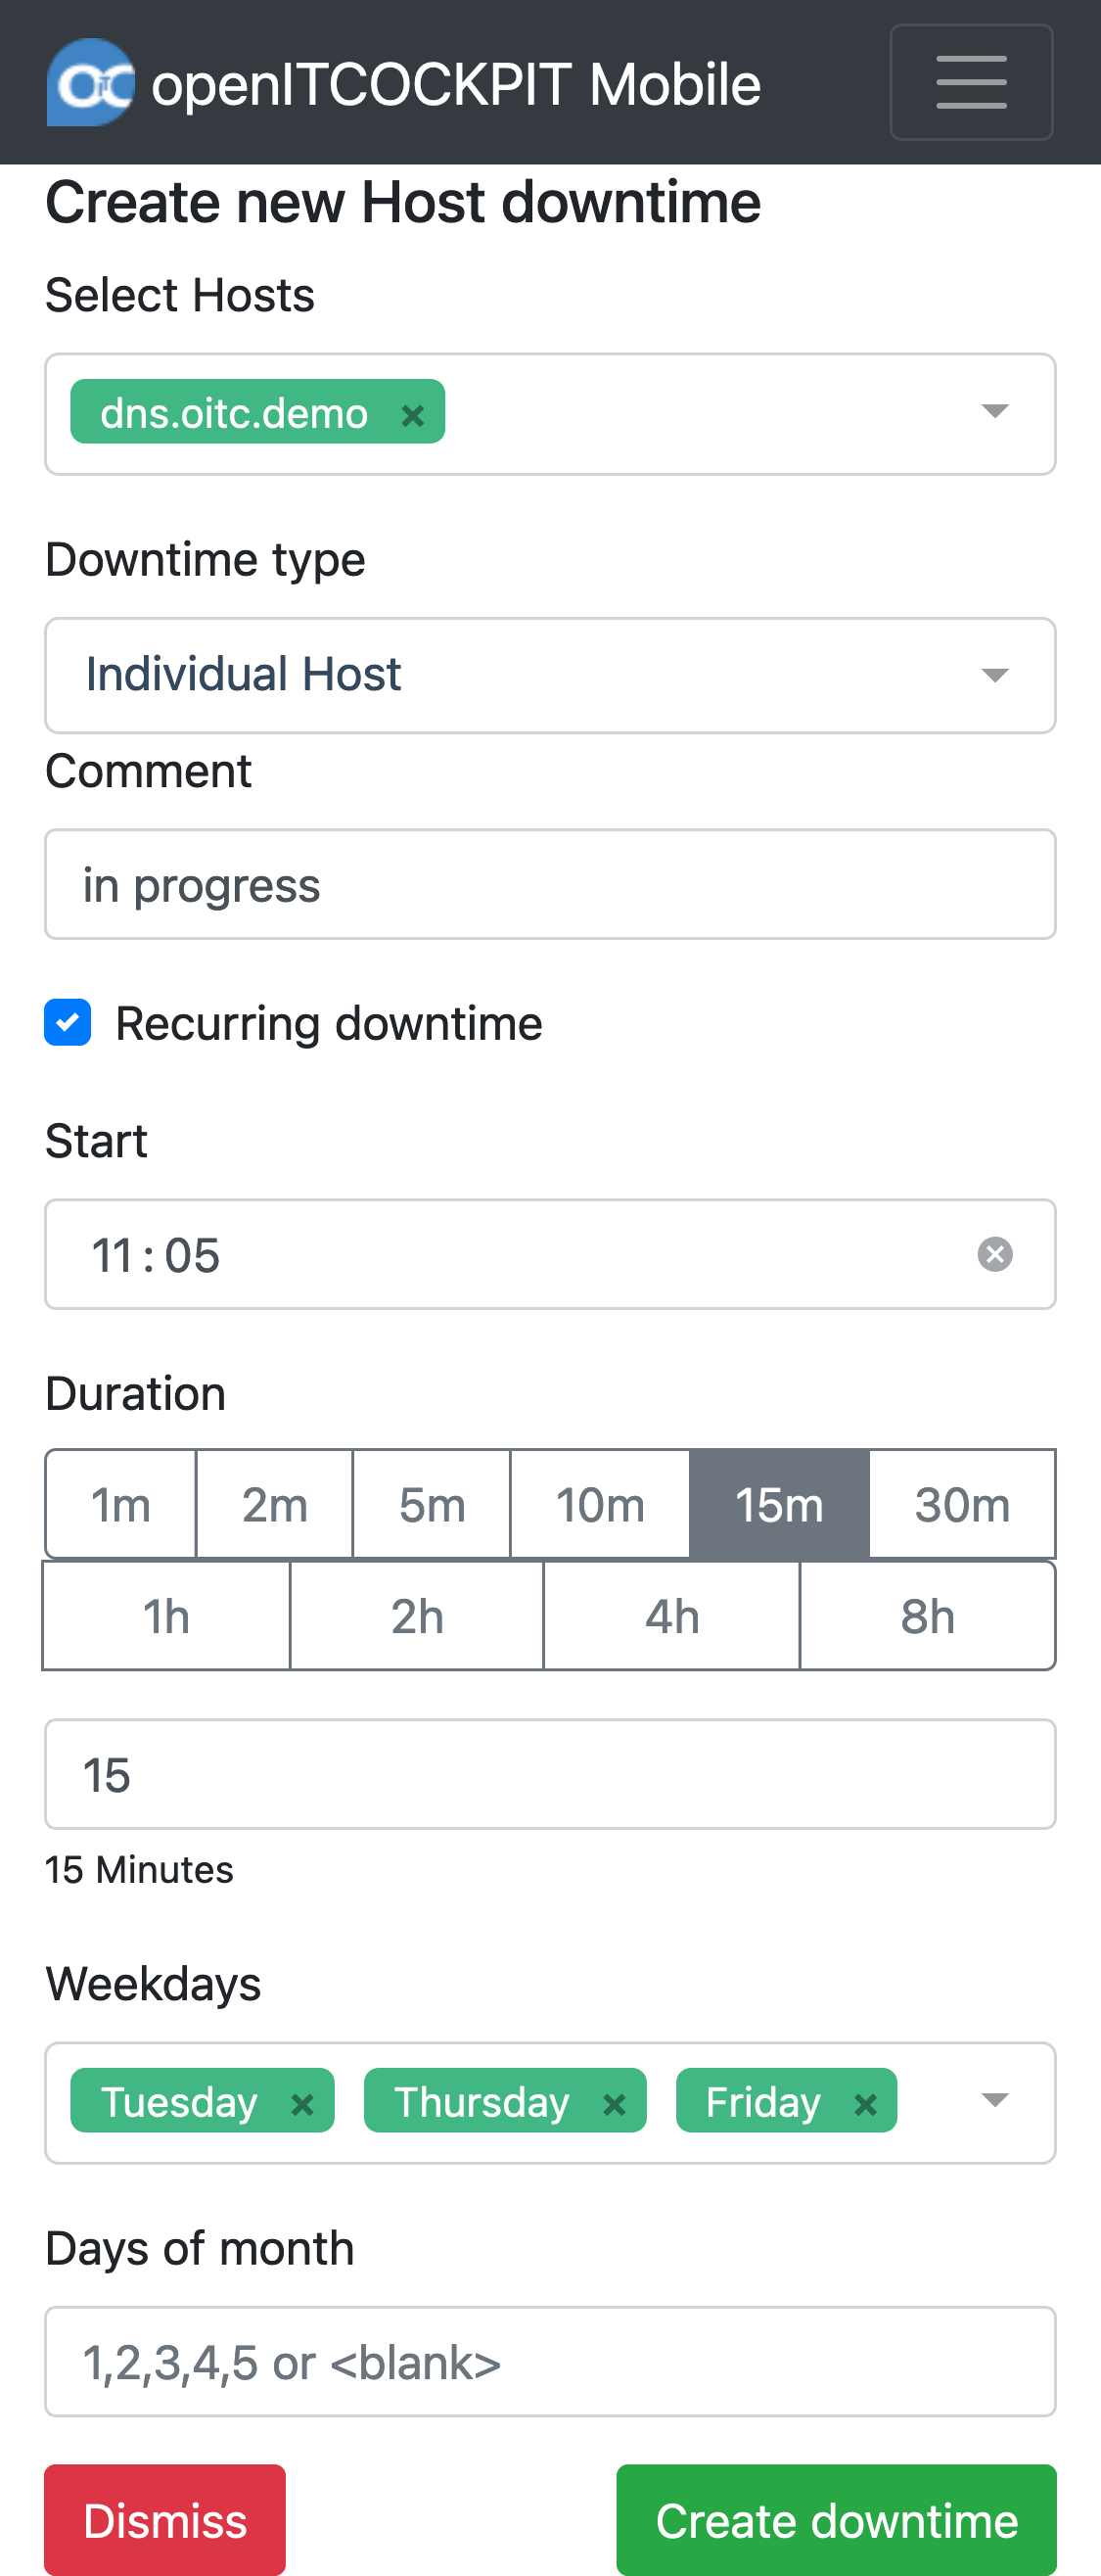 openITCOCKPIT Mobile
Create new Host downtime
Select Hosts
dns.oitc.demo ×
Downtime type
Individual Host
Comment
in progress
Recurring downtime
Start
11:05
Duration
1m 2m 5m 10m 15m 30m
1h 2h 4h 8h
15
15 Minutes
Weekdays
Tuesday × Thursday × Friday ×
Days of month
1,2,3,4,5 or <blank>
Dismiss Create downtime